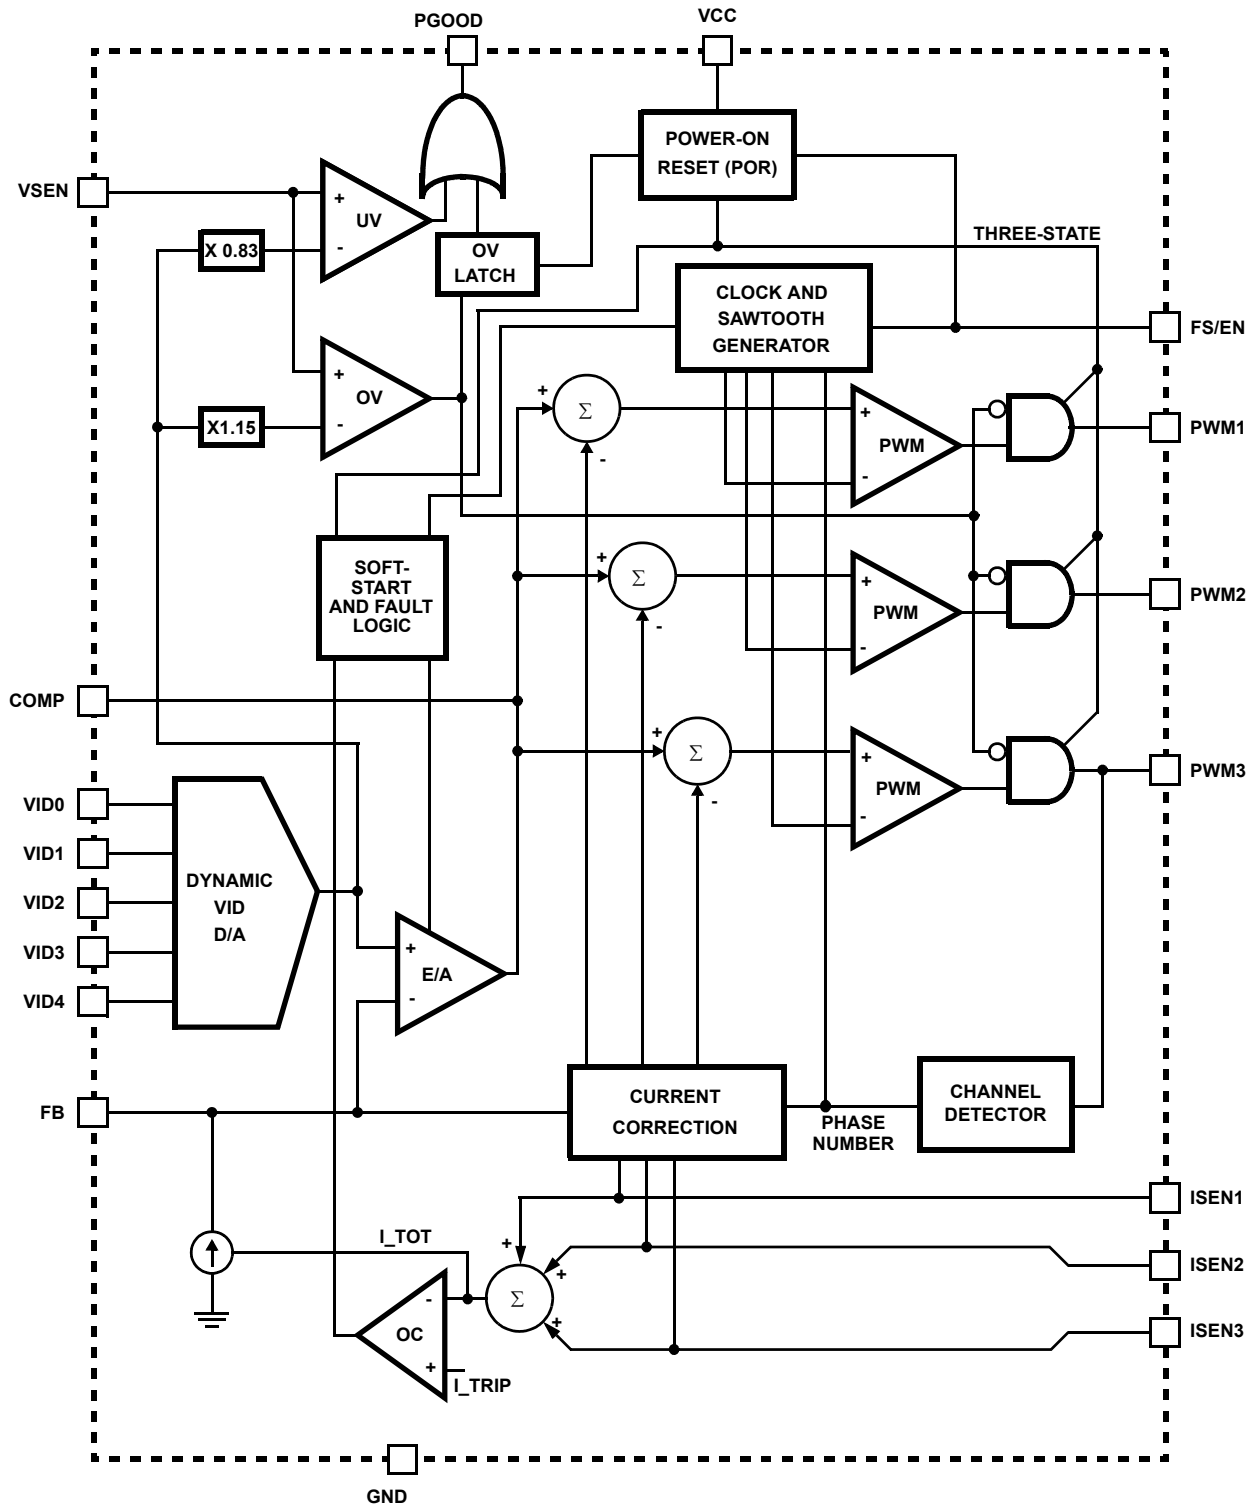 PGOOD
VCC
POWER-ON
RESET (POR)
VSEN
+
UV
-
X 0.83
OV
LATCH
THREE-STATE
CLOCK AND
SAWTOOTH
GENERATOR
FS/EN
+
OV
-
X1.15
+
Σ
-
+
PWM
-
PWM1
SOFT-
START
AND FAULT
LOGIC
+
Σ
-
+
PWM
-
PWM2
COMP
+
Σ
-
+
PWM
-
PWM3
VID0
VID1
VID2
VID3
VID4
DYNAMIC
VID
D/A
+
E/A
-
FB
CURRENT
CORRECTION
PHASE
NUMBER
CHANNEL
DETECTOR
ISEN1
I_TOT
+
+
Σ
+
ISEN2
-
OC
+
I_TRIP
ISEN3
GND